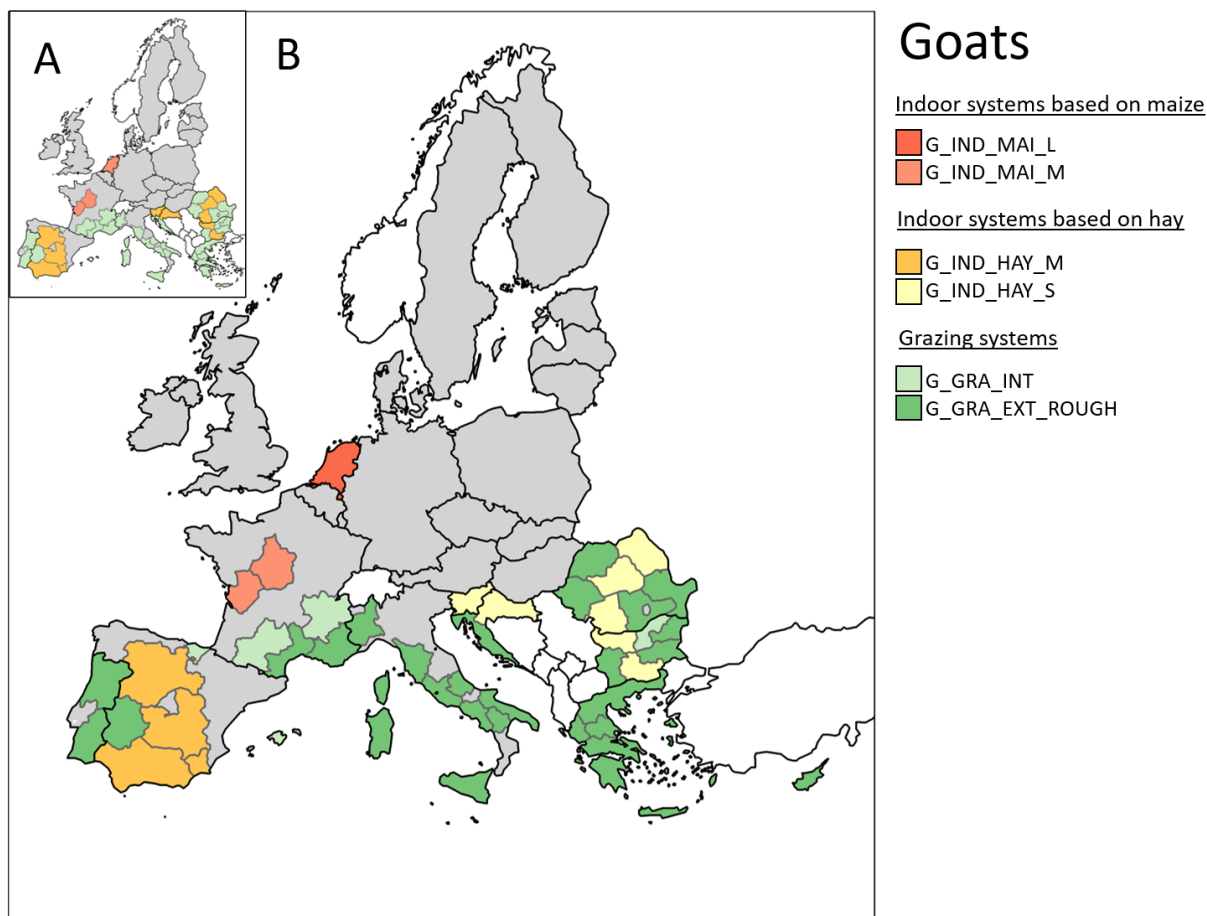 A
B
Goats
Indoor systems based on maize
G_IND_MAI_L
G_IND_MAI_M
Indoor systems based on hay
G_IND_HAY_M
G_IND_HAY_S
Grazing systems
G_GRA_INT
G_GRA_EXT_ROUGH